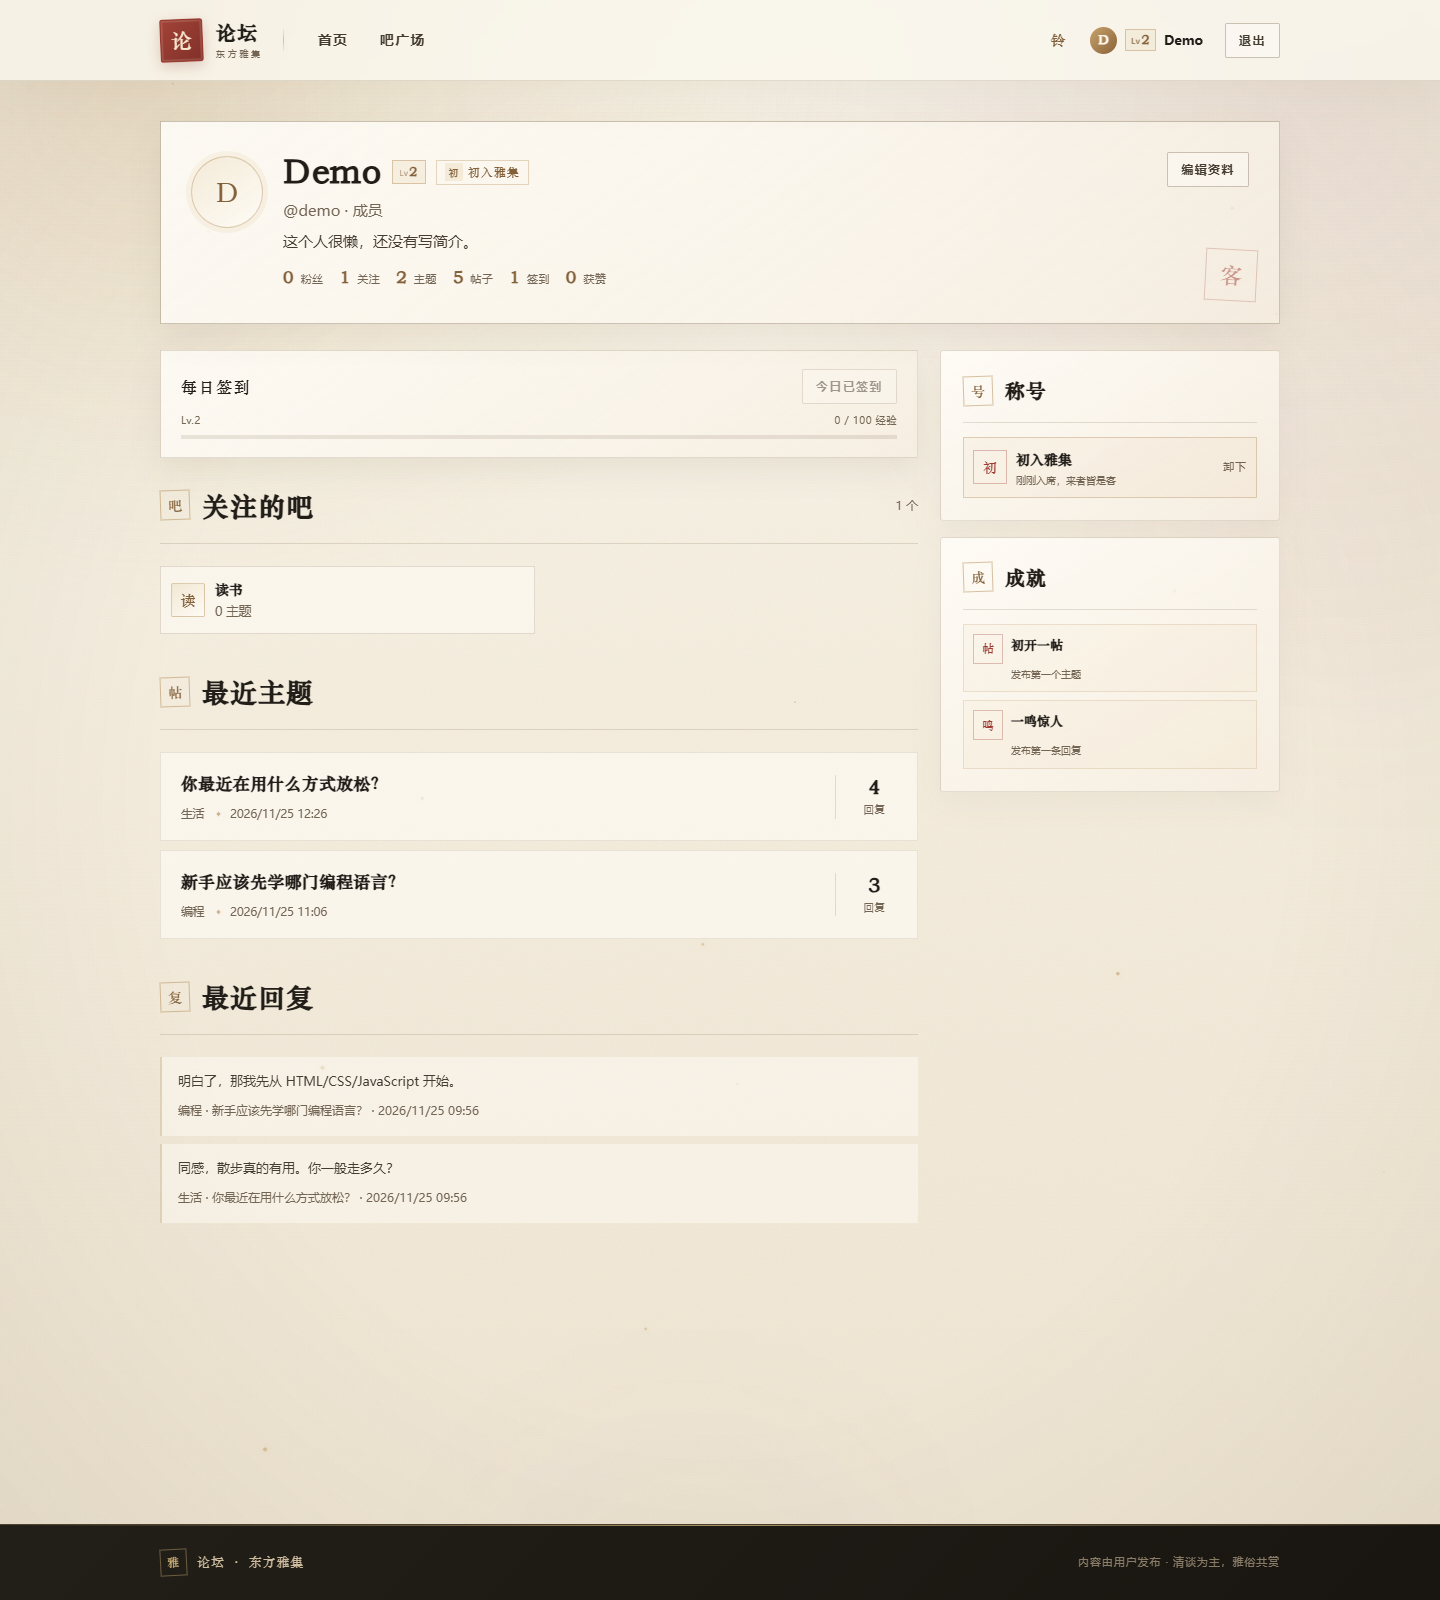 论
论坛
东方雅集
首页
吧广场
铃
D
Lv2
Demo
退出
D
Demo
Lv2
初 初入雅集
编辑资料
@demo · 成员
这个人很懒，还没有写简介。
0 粉丝 1 关注 2 主题 5 帖子 1 签到 0 获赞
客
每日签到
今日已签到
Lv.2
0 / 100 经验
吧 关注的吧
1 个
读
读书
0 主题
帖 最近主题
你最近在用什么方式放松？
生活 • 2026/11/25 12:26
4
回复
新手应该先学哪门编程语言？
编程 • 2026/11/25 11:06
3
回复
复 最近回复
明白了，那我先从 HTML/CSS/JavaScript 开始。
编程 · 新手应该先学哪门编程语言？ · 2026/11/25 09:56
同感，散步真的有用。你一般走多久？
生活 · 你最近在用什么方式放松？ · 2026/11/25 09:56
号 称号
初
初入雅集
刚刚入席，来者皆是客
卸下
成 成就
帖
初开一帖
发布第一个主题
鸣
一鸣惊人
发布第一条回复
雅 论坛 · 东方雅集
内容由用户发布 · 清谈为主，雅俗共赏